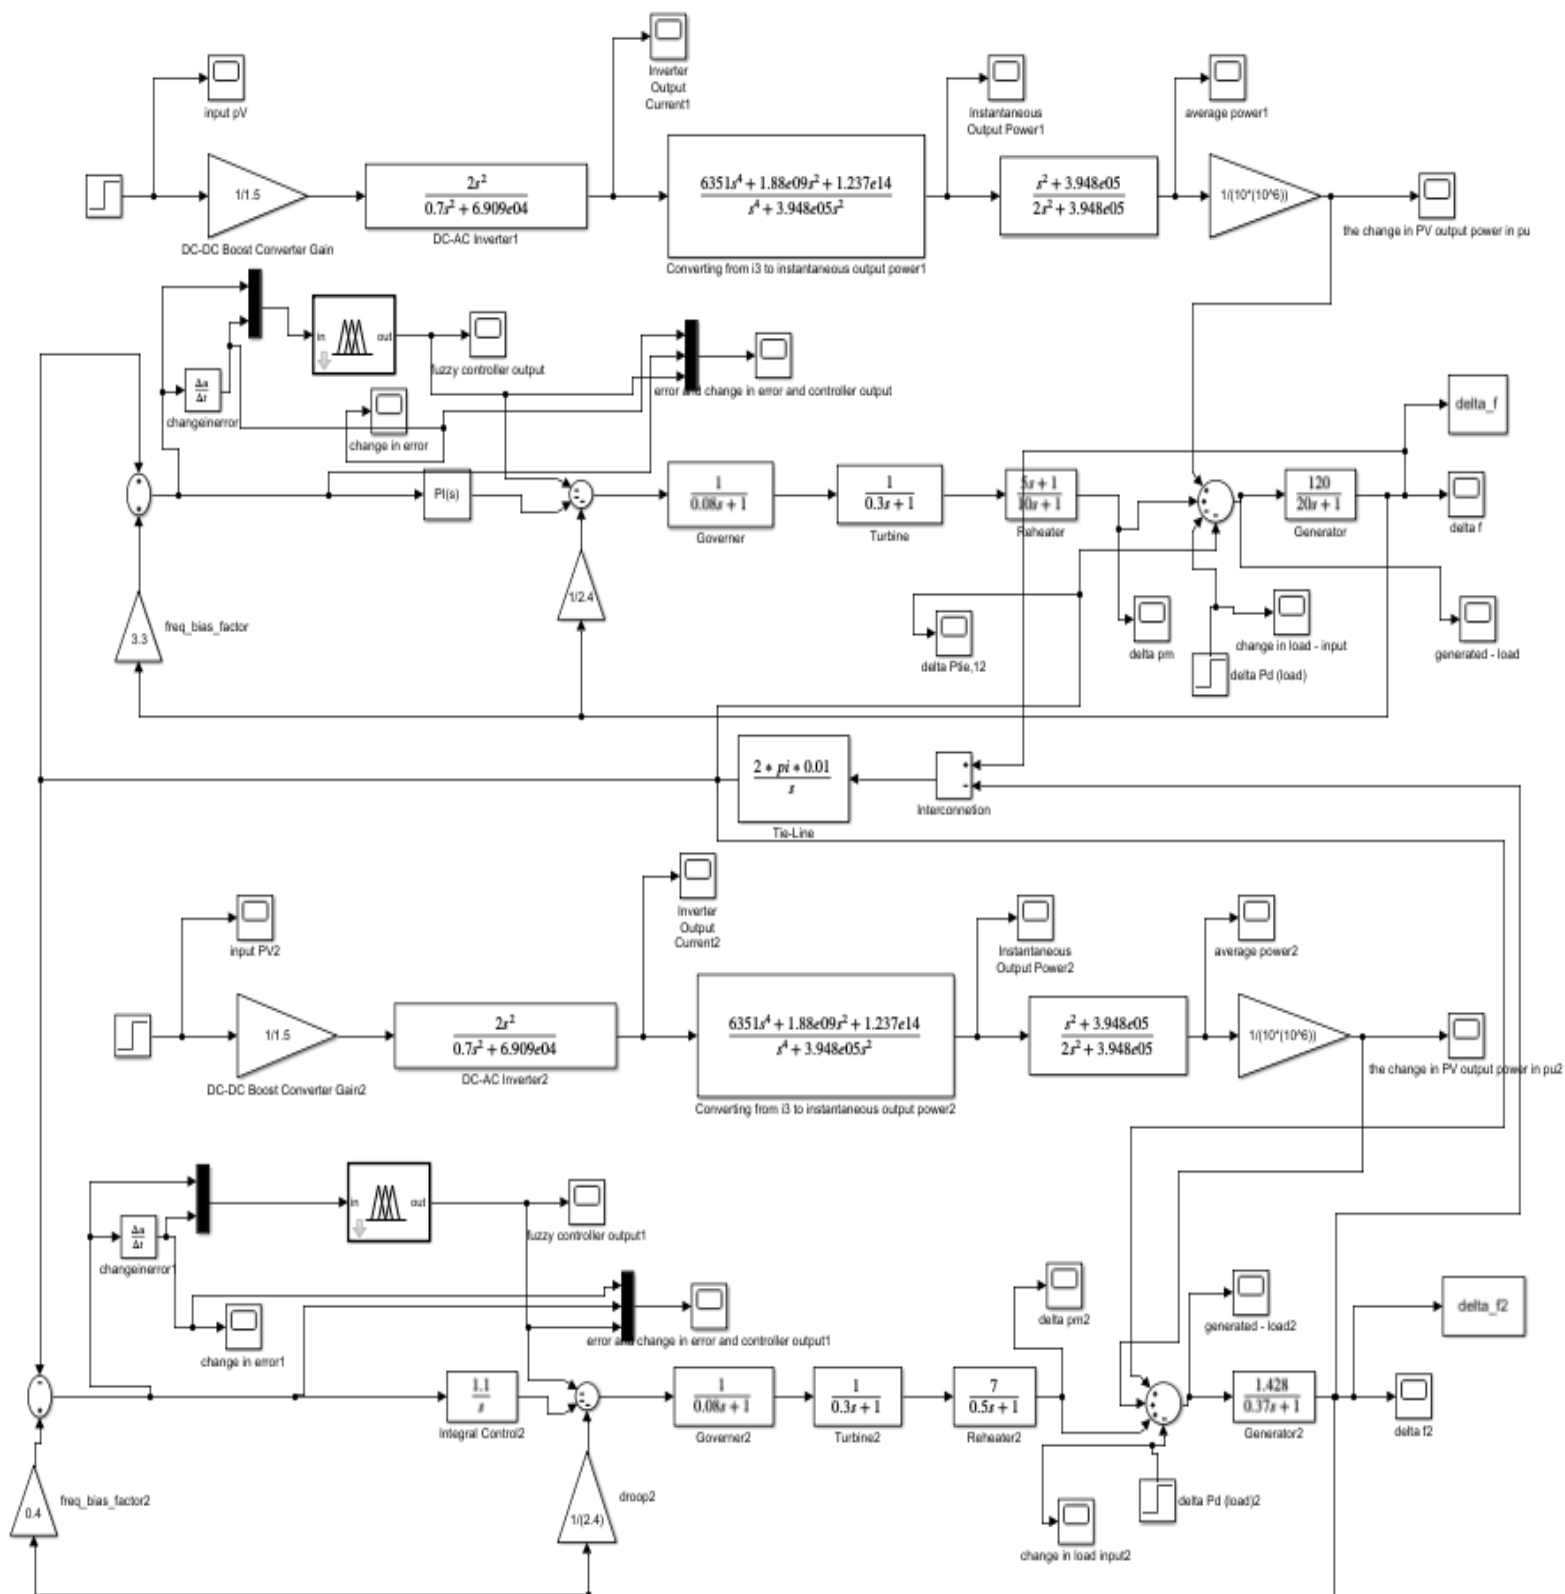 Inverter
Output
Current1
input pV
Instantaneous
Output Power1
average power1
1/1.5
2s²
0.7s² + 6.909e04
6351s⁴ + 1.88e09s² + 1.237e14
s⁴ + 3.948e05s²
s² + 3.948e05
2s² + 3.948e05
1/(10*(10^6))
the change in PV output power in pu
DC-DC Boost Converter Gain
DC-AC Inverter1
Converting from i3 to instantaneous output power1
in
out
fuzzy controller output
error and change in error and controller output
Δu
Δt
changeinerror
change in error
delta_f
PI(s)
1
0.08s + 1
Governer
1
0.3s + 1
Turbine
5s + 1
10s + 1
Reheater
120
20s + 1
Generator
delta f
1/2.4
3.3
freq_bias_factor
delta Ptie,12
delta pm
change in load - input
delta Pd (load)
generated - load
2 * pi * 0.01
s
Tie-Line
Interconnetion
Inverter
Output
Current2
input PV2
Instantaneous
Output Power2
average power2
1/1.5
2s²
0.7s² + 6.909e04
6351s⁴ + 1.88e09s² + 1.237e14
s⁴ + 3.948e05s²
s² + 3.948e05
2s² + 3.948e05
1/(10*(10^6))
the change in PV output power in pu2
DC-DC Boost Converter Gain2
DC-AC Inverter2
Converting from i3 to instantaneous output power2
in
out
fuzzy controller output1
Δu
Δt
changeinerror1
change in error1
error and change in error and controller output1
delta pm2
generated - load2
delta_f2
1.1
s
Integral Control2
1
0.08s + 1
Governer2
1
0.3s + 1
Turbine2
7
0.5s + 1
Reheater2
1.428
0.37s + 1
Generator2
delta f2
0.4
freq_bias_factor2
droop2
1/(2.4)
delta Pd (load)2
change in load input2